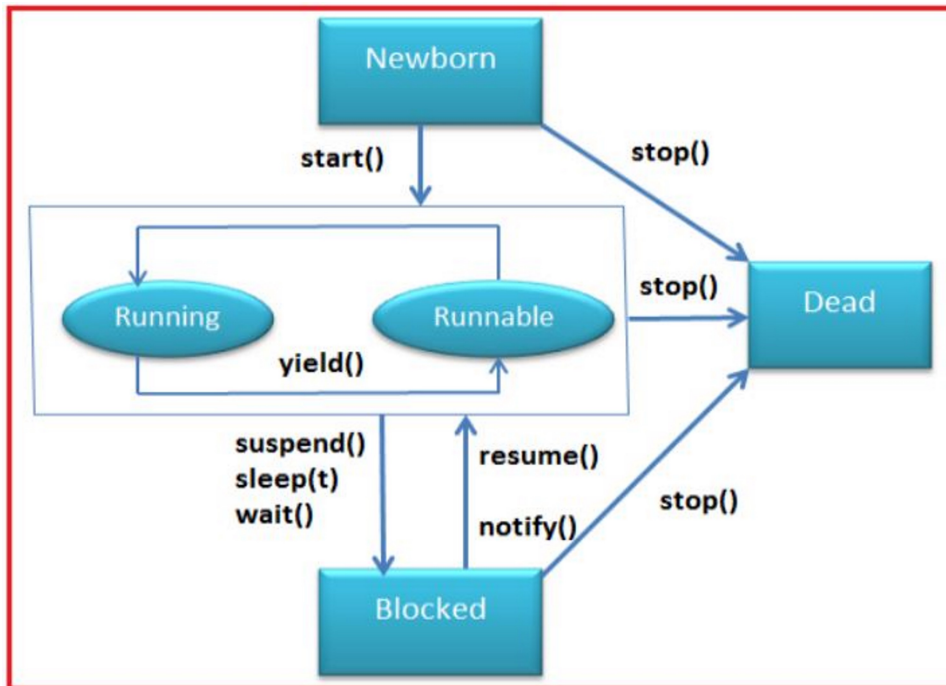 Newborn
start()
stop()
Running
Runnable
stop()
Dead
yield()
suspend()
sleep(t)
wait()
resume()
notify()
stop()
Blocked